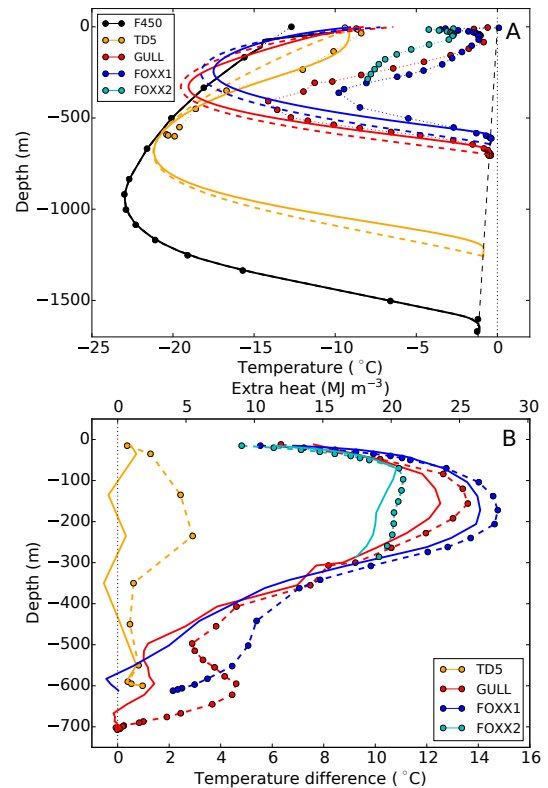 A
F450
TD5
GULL
FOXX1
FOXX2
0
−500
−1000
−1500
Depth (m)
−25 −20 −15 −10 −5 0
Temperature (°C)
Extra heat (MJ m⁻³)
0 5 10 15 20 25 30
B
0
−100
−200
−300
−400
−500
−600
−700
Depth (m)
TD5
GULL
FOXX1
FOXX2
0 2 4 6 8 10 12 14 16
Temperature difference (°C)